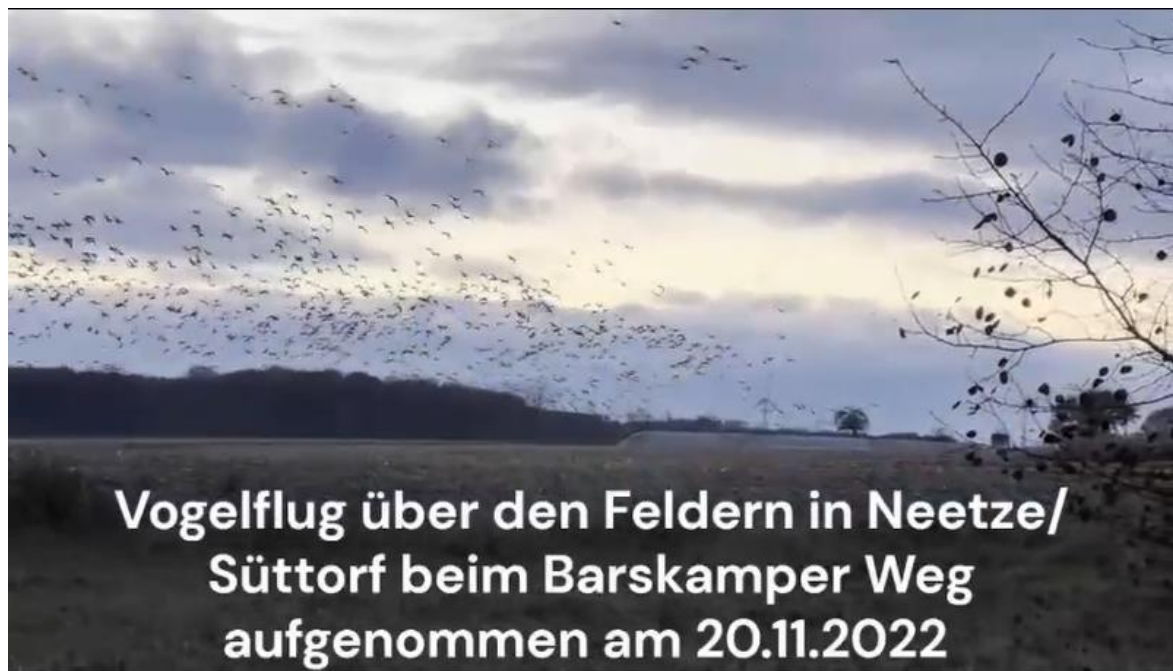 Vogelflug über den Feldern in Neetze/
Süttorf beim Barskamper Weg
aufgenommen am 20.11.2022